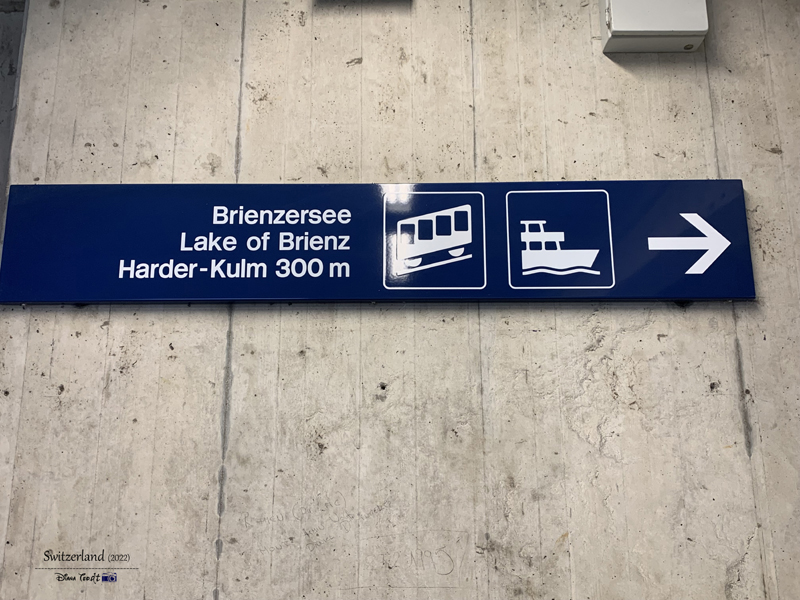 Brienzersee
Lake of Brienz
Harder-Kulm 300 m
Switzerland (2022)